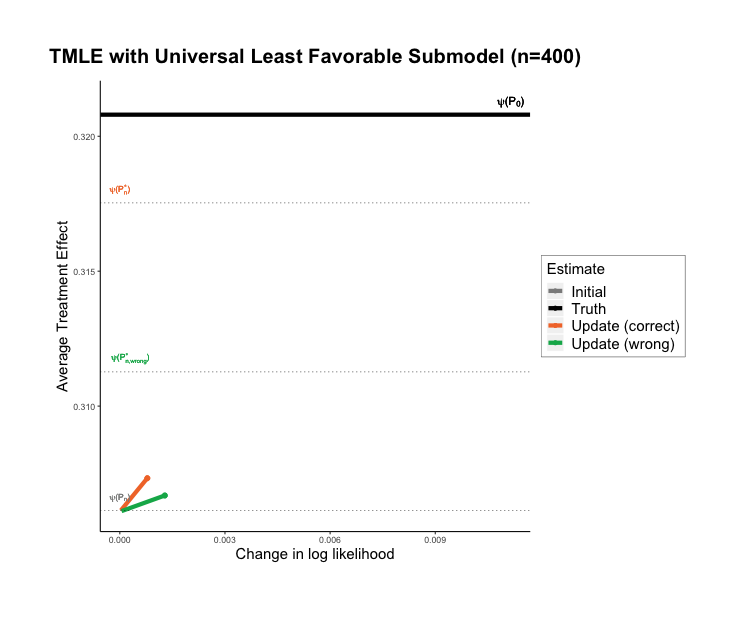 TMLE with Universal Least Favorable Submodel (n=400)
ψ(P₀)
0.320
ψ(Pₙ*)
0.315
Average Treatment Effect
ψ(P*n,wrong)
0.310
ψ(Pₙ)
0.000 0.003 0.006 0.009
Change in log likelihood
Estimate
Initial
Truth
Update (correct)
Update (wrong)